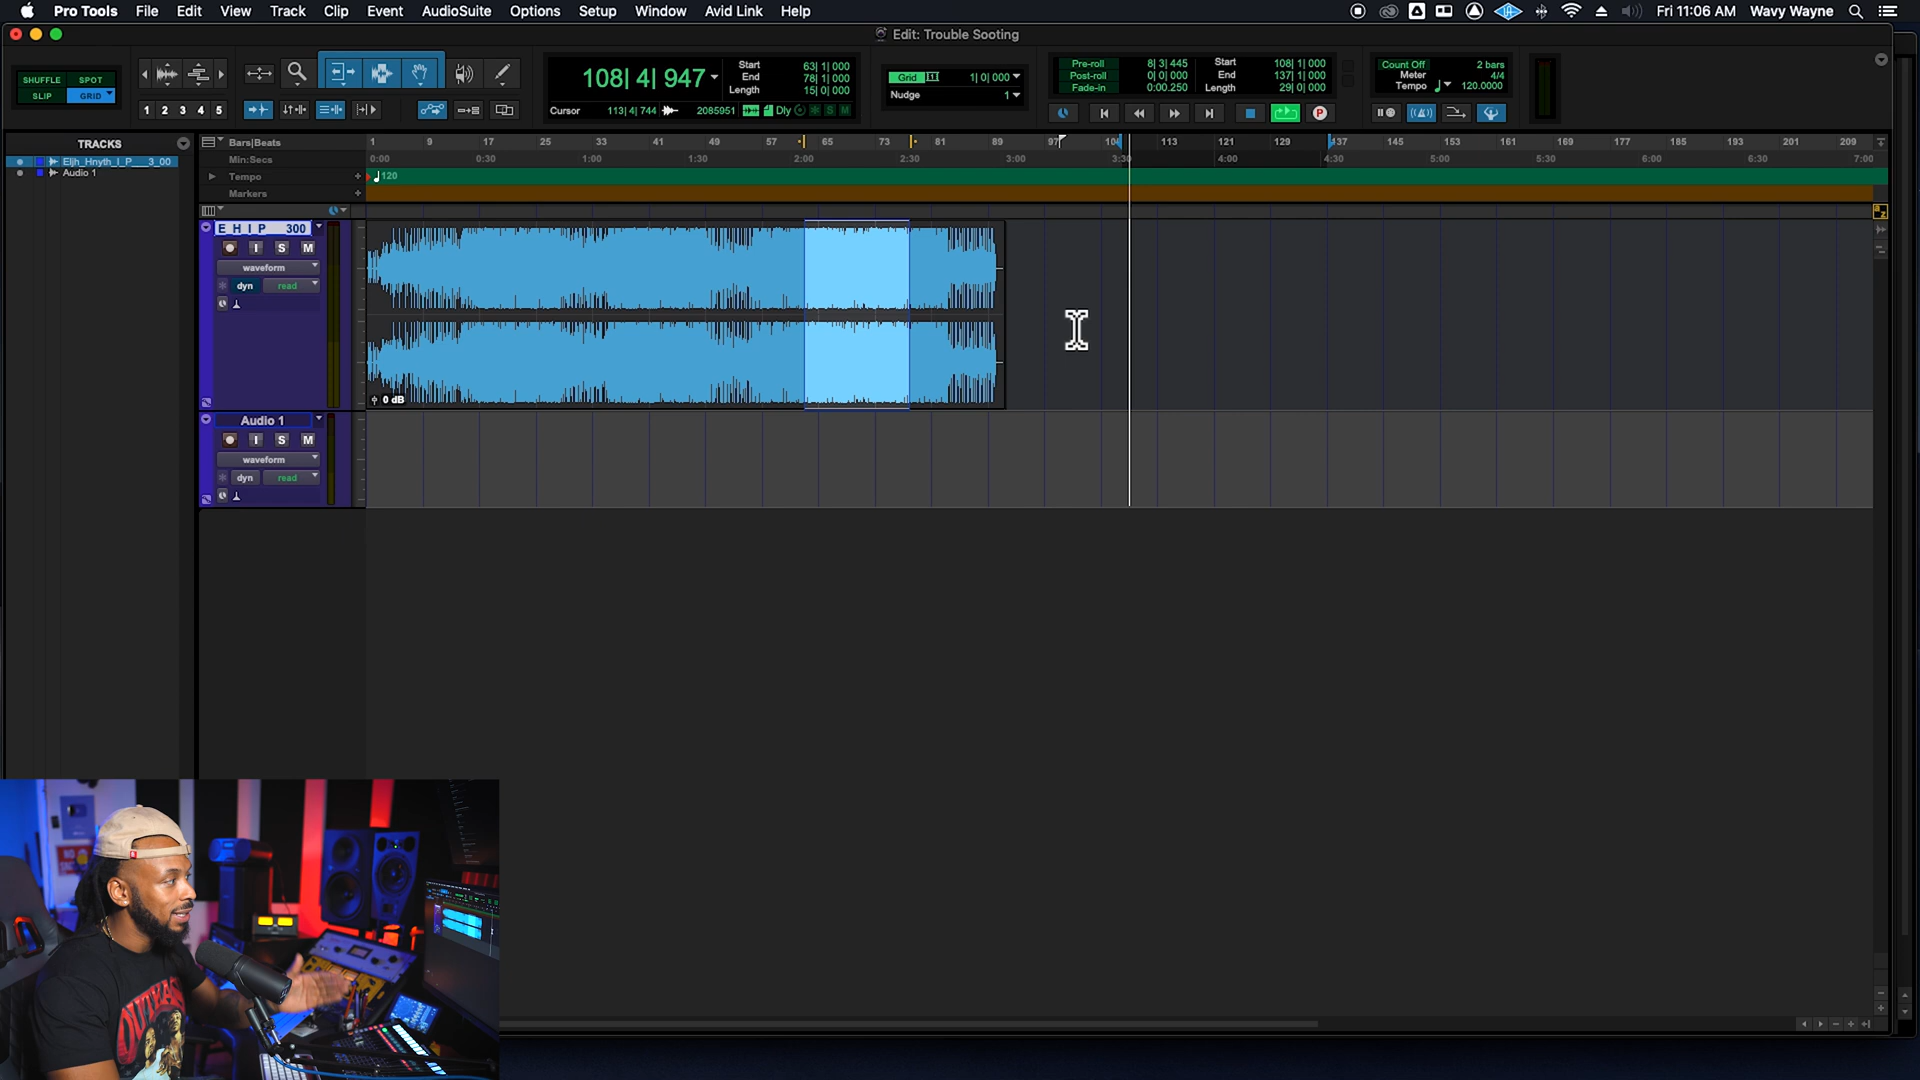 Pro Tools File Edit View Track Clip Event AudioSuite Options Setup Window Avid Link Help
Fri 11:06 AM Wavy Wayne
Edit: Trouble Sooting
SHUFFLE SPOT
SLIP GRID
1 2 3 4 5
108| 4| 947
Start 63| 1| 000
End 78| 1| 000
Length 15| 0| 000
Cursor 113| 4| 744 2085951 Dly S M
Grid 1| 0| 000
Nudge 1
Pre-roll 8| 3| 445
Post-roll 0| 0| 000
Fade-in 0:00.250
Start 108| 1| 000
End 137| 1| 000
Length 29| 0| 000
P
Count Off 2 bars
Meter 4/4
Tempo 120.0000
TRACKS
Eljh_Hnyth_I_P___3_00
Audio 1
Bars|Beats 1 9 17 25 33 41 49 57 65 73 81 89 97 113 121 129 137 145 153 161 169 177 185 193 201 209
Min:Secs 0:00 0:30 1:00 1:30 2:00 2:30 3:00 3:30 4:00 4:30 5:00 5:30 6:00 6:30 7:00
Tempo 120
Markers
E H I P 300
I S M
waveform
dyn read
0 dB
Audio 1
I S M
waveform
dyn read
OUTKAST